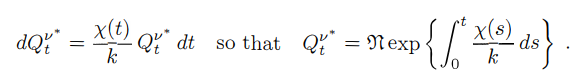 $dQ_t^{\nu^*} = \frac{\chi(t)}{k} Q_t^{\nu^*} \, dt$ so that $Q_t^{\nu^*} = \mathfrak{N} \exp \left\{ \int_0^t \frac{\chi(s)}{k} \, ds \right\}$ .